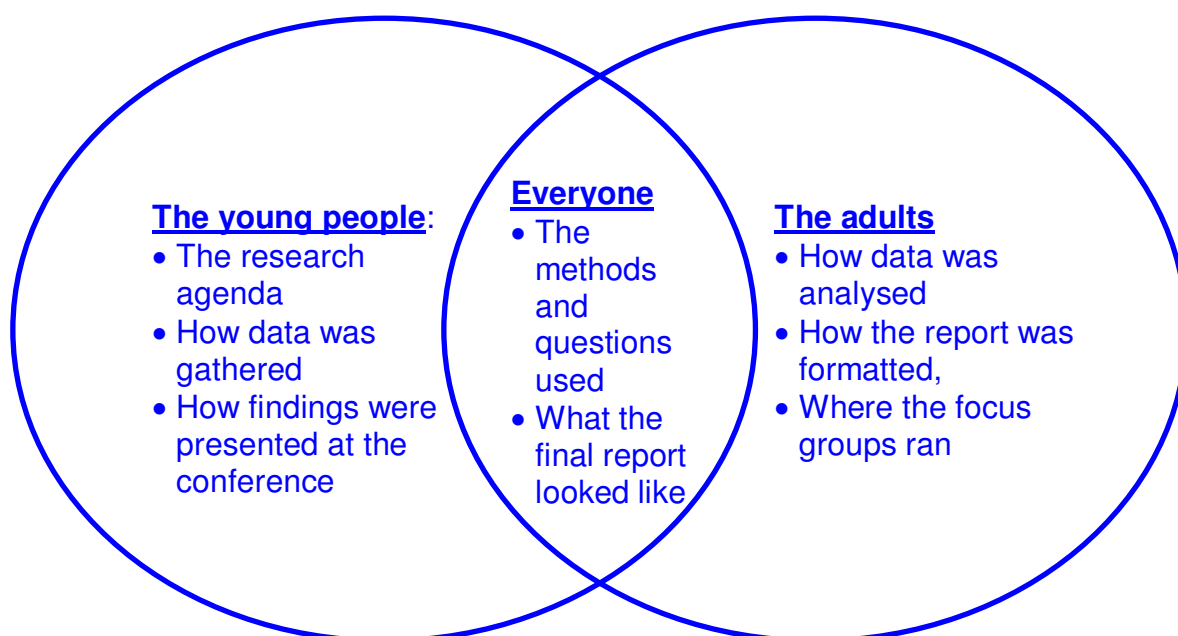 The young people:
• The research
agenda
• How data was
gathered
• How findings were
presented at the
conference
Everyone
• The
methods
and
questions
used
• What the
final report
looked like
The adults
• How data was
analysed
• How the report was
formatted,
• Where the focus
groups ran